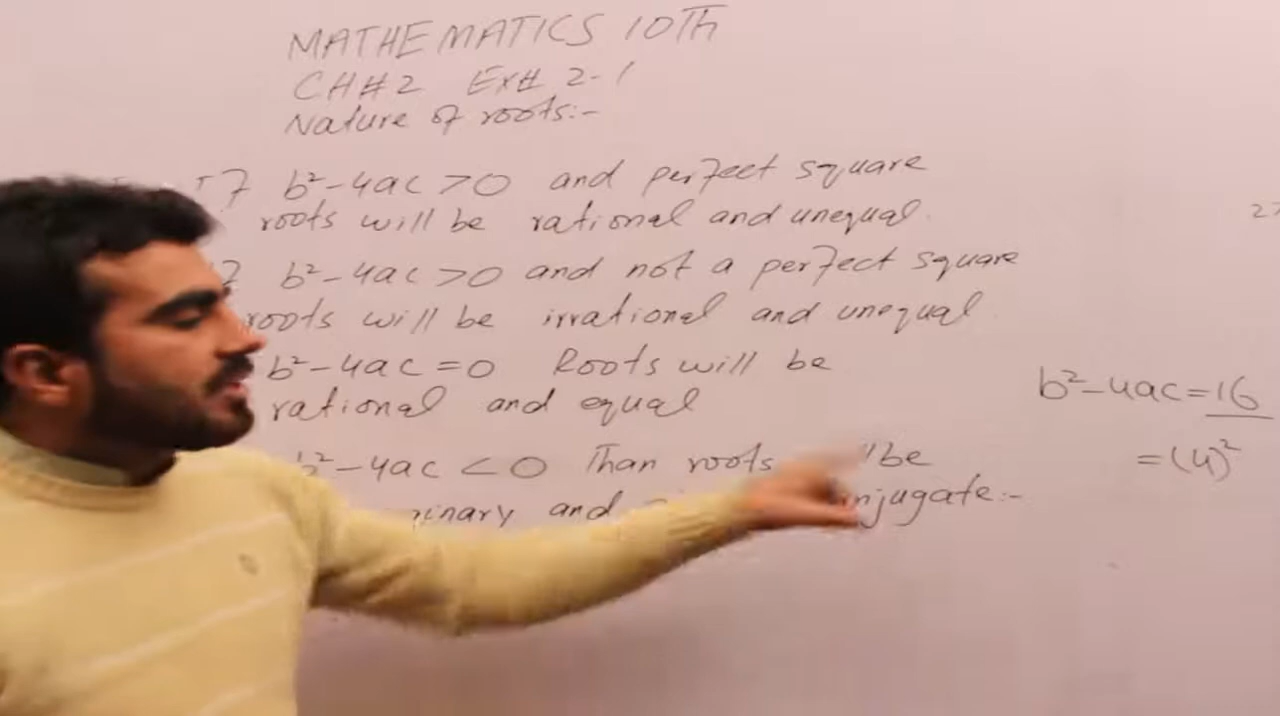 MATHEMATICS 10Th
CH#2 Ex# 2-1
Nature of roots:-
b²-4ac >0 and perfect square
roots will be rational and unequal.
b²-4ac >0 and not a perfect square
roots will be irrational and unequal
b²-4ac =0 Roots will be
rational and equal
b²-4ac <0 Than roots be
and
b²-4ac=16
=(4)²